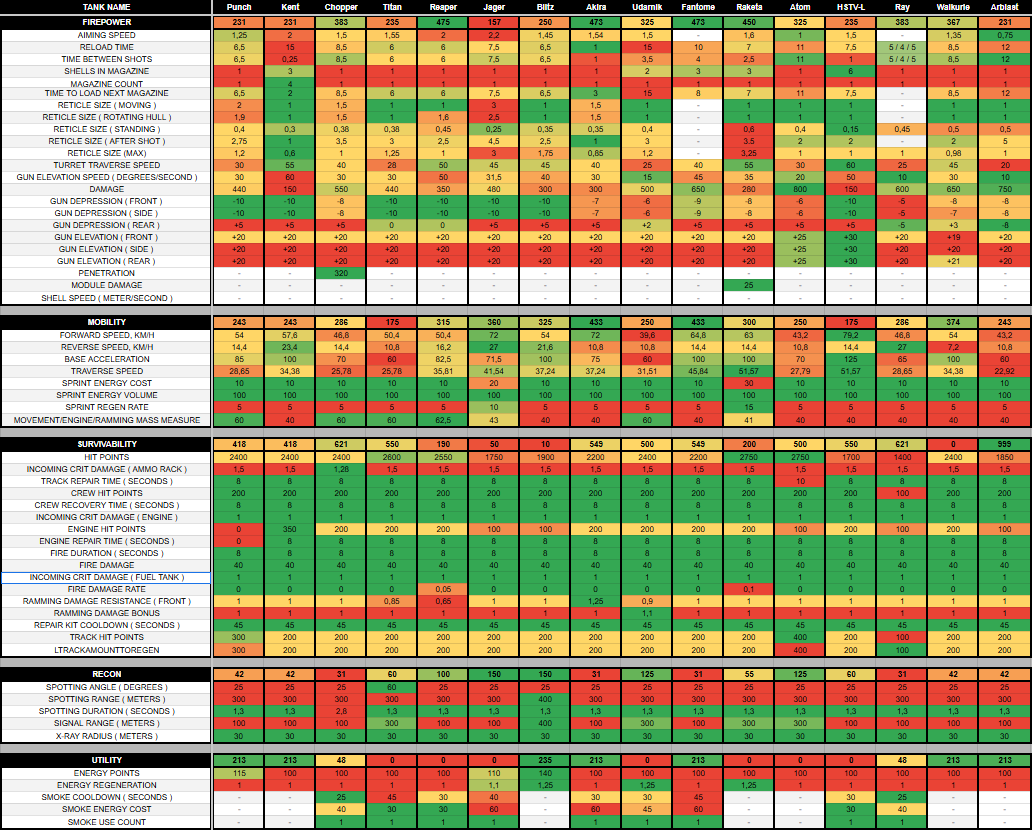 TANK NAME Punch Kent Chopper Titan Reaper Jager Blitz Akira Udarnik Fantome Raketa Atom HSTV-L Ray Walkurie Arblast
FIREPOWER 231 231 383 235 475 157 250 473 325 473 450 325 235 383 367 231
AIMING SPEED 1,25 2 1,5 1,55 2 2,2 1,45 1,54 1,5 - 1,6 1 1,5 - 1,35 0,75
RELOAD TIME 6,5 15 8,5 6 6 7,5 6,5 1 15 10 7 11 7,5 5 / 4 / 5 8,5 12
TIME BETWEEN SHOTS 6,5 0,25 8,5 6 6 7,5 6,5 1 3,5 4 2,5 11 1 5 / 4 / 5 8,5 12
SHELLS IN MAGAZINE 1 3 1 1 1 1 1 1 2 3 3 1 6 1 1 1
MAGAZINE COUNT 1 4 1 1 1 1 1 1 1 1 1 1 1 1 1 1
TIME TO LOAD NEXT MAGAZINE 6,5 2 8,5 6 6 7,5 6,5 3 15 8 7 11 7,5 - 8,5 12
RETICLE SIZE ( MOVING ) 2 1 1,5 1 1 3 1 1,5 1 - 1 1 1 - 1 1
RETICLE SIZE ( ROTATING HULL ) 1,9 1 1,5 1 1,6 2,5 1 1,5 1 - 1 1 1 - 1 1
RETICLE SIZE ( STANDING ) 0,4 0,3 0,38 0,38 0,45 0,25 0,35 0,35 0,4 - 0,6 0,4 0,15 0,45 0,5 0,5
RETICLE SIZE ( AFTER SHOT ) 2,75 1 3,5 3 2,5 4,5 2,5 1 3 - 3,5 2 2 - 2 5
RETICLE SIZE (MAX) 1,2 0,6 1 1,25 1 3 1,75 0,85 1,2 - 3,25 1 1 - 0,98 1
TURRET TRAVERSE SPEED 30 55 40 28 50 45 45 40 25 40 55 30 60 25 45 20
GUN ELEVATION SPEED ( DEGREES/SECOND ) 30 60 30 30 50 31,5 40 30 15 45 35 20 50 10 30 10
DAMAGE 440 150 550 440 350 480 300 300 500 650 280 800 150 600 650 750
GUN DEPRESSION ( FRONT ) -10 -10 -8 -10 -10 -10 -10 -7 -6 -9 -8 -6 -10 -5 -8 -8
GUN DEPRESSION ( SIDE ) -10 -10 -8 -10 -10 -10 -10 -7 -6 -9 -8 -6 -10 -5 -7 -8
GUN DEPRESSION ( REAR ) +5 +5 +5 0 0 +5 +5 +5 +2 +5 +5 +5 +5 -5 +3 -8
GUN ELEVATION ( FRONT ) +20 +20 +20 +20 +20 +20 +20 +20 +20 +20 +20 +25 +30 +20 +19 +20
GUN ELEVATION ( SIDE ) +20 +20 +20 +20 +20 +20 +20 +20 +20 +20 +20 +25 +30 +20 +20 +20
GUN ELEVATION ( REAR ) +20 +20 +20 +20 +20 +20 +20 +20 +20 +20 +20 +25 +30 +20 +21 +20
PENETRATION - - 320 - - - - - - - - - - - - -
MODULE DAMAGE - - - - - - - - - - 25 - - - - -
SHELL SPEED ( METER/SECOND ) - - - - - - - - - - - - - - - -
MOBILITY 243 243 286 175 315 360 325 433 250 433 300 250 175 286 374 243
FORWARD SPEED, KM/H 54 57,6 46,8 50,4 50,4 72 54 72 39,6 64,8 63 43,2 79,2 46,8 54 43,2
REVERSE SPEED, KM/H 14,4 23,4 14,4 10,8 16,2 27 21,6 10,8 14,4 14,4 14,4 10,8 14,4 27 7,2 10,8
BASE ACCELERATION 85 100 70 60 82,5 71,5 100 75 60 100 100 70 125 65 100 60
TRAVERSE SPEED 28,65 34,38 25,78 25,78 35,81 41,54 37,24 37,24 31,51 45,84 51,57 27,79 51,57 28,65 34,38 22,92
SPRINT ENERGY COST 10 10 10 10 10 20 10 10 10 10 30 10 10 10 10 10
SPRINT ENERGY VOLUME 100 100 100 100 100 100 100 100 100 100 100 100 100 100 100 100
SPRINT REGEN RATE 5 5 5 5 5 10 5 5 5 5 15 5 5 5 5 5
MOVEMENT/ENGINE/RAMMING MASS MEASURE 60 40 60 60 62,5 43 40 40 60 40 41 40 40 40 40 40
SURVIVABILITY 418 418 621 550 190 50 10 549 500 549 200 500 550 621 0 999
HIT POINTS 2400 2400 2400 2600 2550 1750 1900 2200 2400 2200 2750 2750 1700 1400 2400 1850
INCOMING CRIT DAMAGE ( AMMO RACK ) 1,5 1,5 1,28 1,5 1,5 1,5 1,5 1,5 1,5 1,5 1,5 1,5 1,5 1,5 1,5 1,5
TRACK REPAIR TIME ( SECONDS ) 8 8 8 8 8 8 8 8 8 8 8 10 8 8 8 8
CREW HIT POINTS 200 200 200 200 200 200 200 200 200 200 200 200 200 100 200 200
CREW RECOVERY TIME ( SECONDS ) 8 8 8 8 8 8 8 8 8 8 8 8 8 8 8 8
INCOMING CRIT DAMAGE ( ENGINE ) 1 1 1 1 1 1 1 1 1 1 1 1 1 1 1 1
ENGINE HIT POINTS 0 350 200 200 200 100 100 200 200 200 100 200 200 100 200 100
ENGINE REPAIR TIME ( SECONDS ) 0 8 8 8 8 8 8 8 8 8 8 8 8 8 8 8
FIRE DURATION ( SECONDS ) 8 8 8 8 8 8 8 8 8 8 8 8 8 8 8 8
FIRE DAMAGE 40 40 40 40 40 40 40 40 40 40 40 40 40 40 40 40
INCOMING CRIT DAMAGE ( FUEL TANK ) 1 1 1 1 1 1 1 1 1 1 1 1 1 1 1 1
FIRE DAMAGE RATE 0 0 0 0 0,05 0 0 0 0 0 0,1 0 0 0 0 0
RAMMING DAMAGE RESISTANCE ( FRONT ) 1 1 1 0,85 0,65 1 1 1,25 0,9 1 1 1 1 1 1 1
RAMMING DAMAGE BONUS 1 1 1 1 1 1 1 1 1,1 1 1 1 1 1 1 1
REPAIR KIT COOLDOWN ( SECONDS ) 45 45 45 45 45 45 45 45 45 45 45 45 45 45 45 45
TRACK HIT POINTS 300 200 200 200 200 200 200 200 200 200 200 400 200 100 200 200
LTRACKAMOUNTTOREGEN 300 200 200 200 200 200 200 200 200 200 200 400 200 100 200 200
RECON 42 42 31 60 100 150 150 31 125 31 55 125 60 31 42 42
SPOTTING ANGLE ( DEGREES ) 25 25 25 60 25 25 25 25 25 25 25 25 25 25 25 25
SPOTTING RANGE ( METERS ) 300 300 300 300 300 300 400 300 300 300 300 300 300 300 300 300
SPOTTING DURATION ( SECONDS ) 1,3 1,3 2,8 1,3 1,3 1,3 1,3 1,3 1,3 1,3 1,3 1,3 1,3 1,3 1,3 1,3
SIGNAL RANGE ( METERS ) 100 100 100 300 100 300 400 100 300 100 300 300 100 100 100 100
X-RAY RADIUS ( METERS ) 30 30 30 30 30 30 30 30 30 30 30 30 30 30 30 30
UTILITY 213 213 48 0 0 0 235 213 0 213 0 0 0 48 213 213
ENERGY POINTS 115 100 100 100 100 110 140 100 100 100 100 100 100 100 100 100
ENERGY REGENERATION 1 1 1 1 1 1,1 1,25 1 1,25 1 1,25 1 1 1 1 1
SMOKE COOLDOWN ( SECONDS ) - - 25 45 30 40 - 30 30 45 - - 30 25 - -
SMOKE ENERGY COST - - 40 30 30 60 - 60 45 60 - - 30 40 - -
SMOKE USE COUNT - - 1 1 1 1 - 1 1 1 - - 1 1 - -